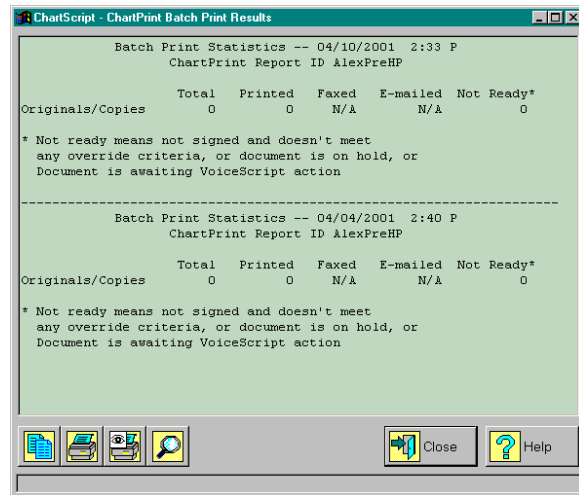 ChartScript - ChartPrint Batch Print Results
Batch Print Statistics -- 04/10/2001 2:33 P
ChartPrint Report ID AlexPreHP
Total Printed Faxed E-mailed Not Ready*
Originals/Copies 0 0 N/A N/A 0
* Not ready means not signed and doesn't meet
any override criteria, or document is on hold, or
Document is awaiting VoiceScript action
--------------------------------------------------------------------
Batch Print Statistics -- 04/04/2001 2:40 P
ChartPrint Report ID AlexPreHP
Total Printed Faxed E-mailed Not Ready*
Originals/Copies 0 0 N/A N/A 0
* Not ready means not signed and doesn't meet
any override criteria, or document is on hold, or
Document is awaiting VoiceScript action
Close
Help